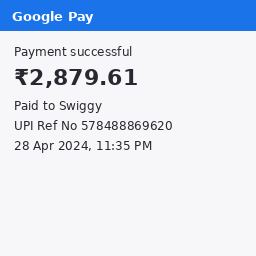 Google Pay
Payment successful
₹2,879.61
Paid to Swiggy
UPI Ref No 578488869620
28 Apr 2024, 11:35 PM